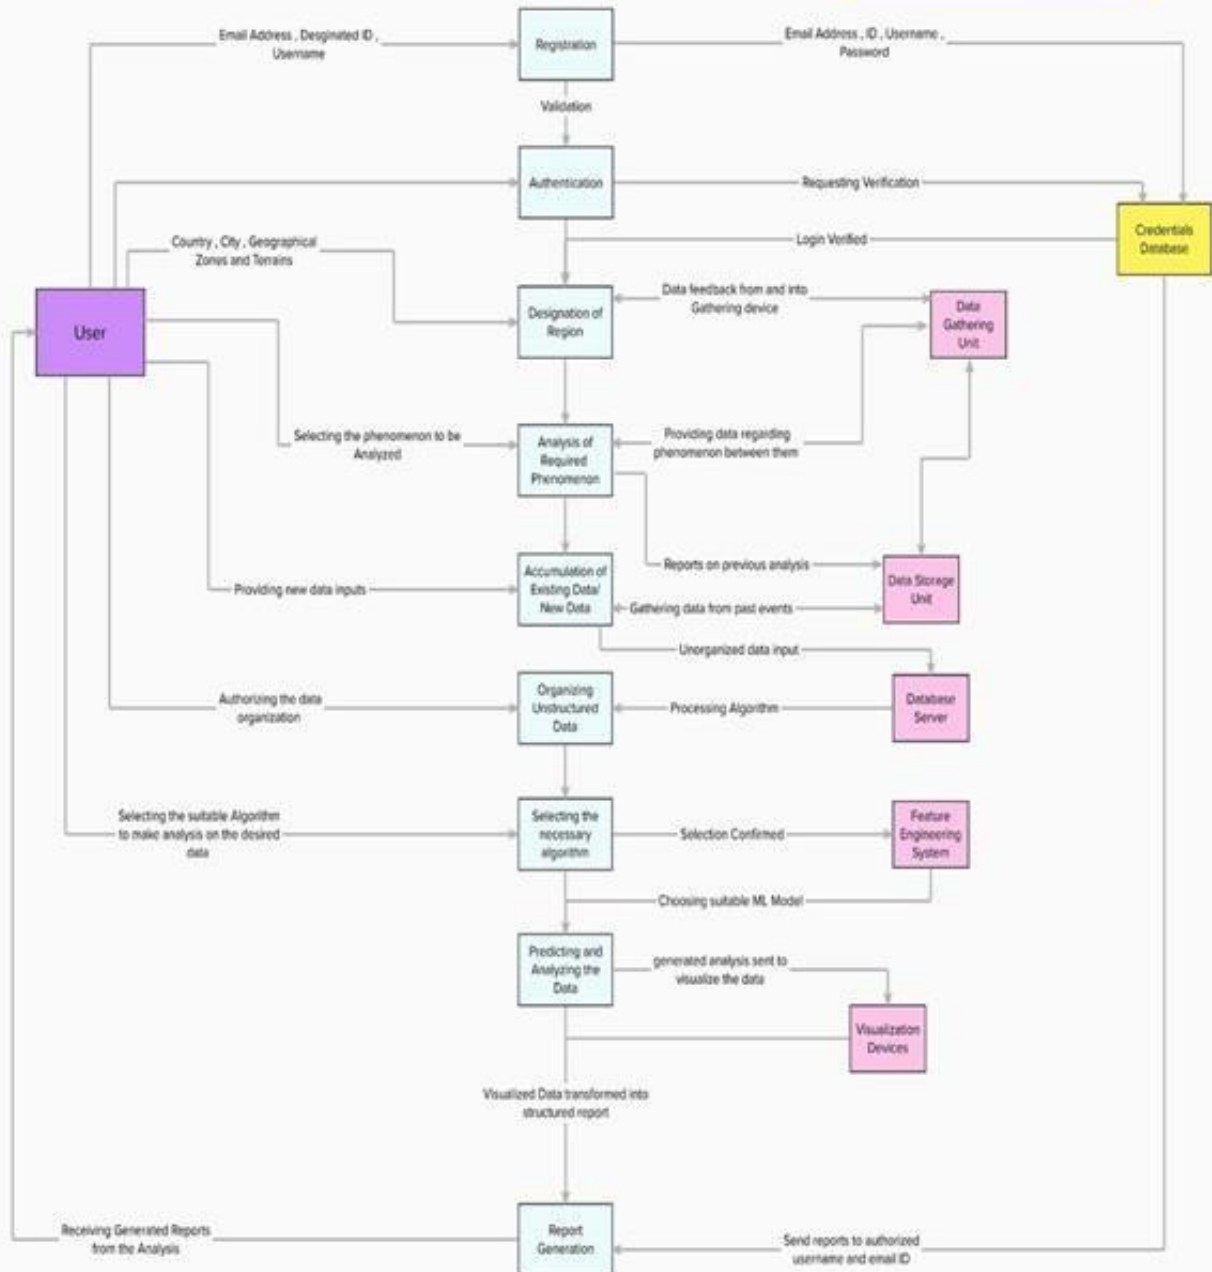 Email Address , Desginated ID ,
Username
Registration
Email Address , ID , Username ,
Password
Validation
Authentication
Requesting Verification
Credentials
Database
Login Verified
Country , City , Geographical
Zones and Terrains
User
Designation of
Region
Data feedback from and into
Gathering device
Data
Gathering
Unit
Selecting the phenomenon to be
Analyzed
Analysis of
Required
Phenomenon
Providing data regarding
phenomenon between them
Reports on previous analysis
Providing new data inputs
Accumulation of
Existing Data/
New Data
Gathering data from past events
Data Storage
Unit
Unorganized data input
Authorizing the data
organization
Organizing
Unstructured
Data
Processing Algorithm
Database
Server
Selecting the suitable Algorithm
to make analysis on the desired
data
Selecting the
necessary
algorithm
Selection Confirmed
Feature
Engineering
System
Choosing suitable ML Model
Predicting and
Analyzing the
Data
generated analysis sent to
visualize the data
Visualization
Devices
Visualized Data transformed into
structured report
Receiving Generated Reports
from the Analysis
Report
Generation
Send reports to authorized
username and email ID